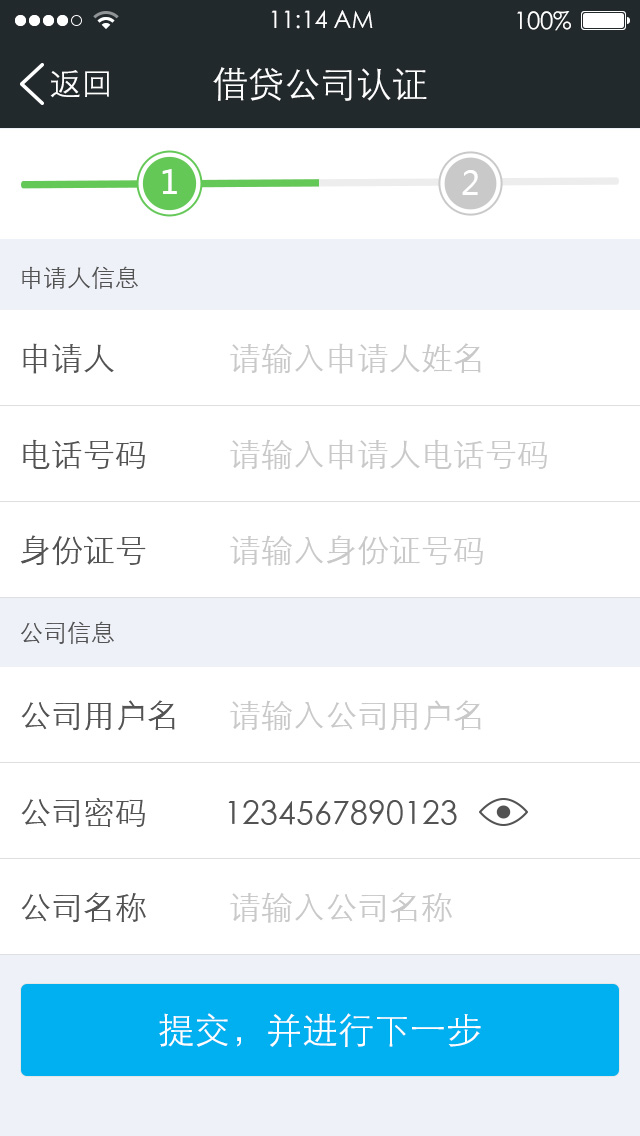 11:14 AM 100%
返回 借贷公司认证
1 2
申请人信息
申请人 请输入申请人姓名
电话号码 请输入申请人电话号码
身份证号 请输入身份证号码
公司信息
公司用户名 请输入公司用户名
公司密码 1234567890123
公司名称 请输入公司名称
提交，并进行下一步